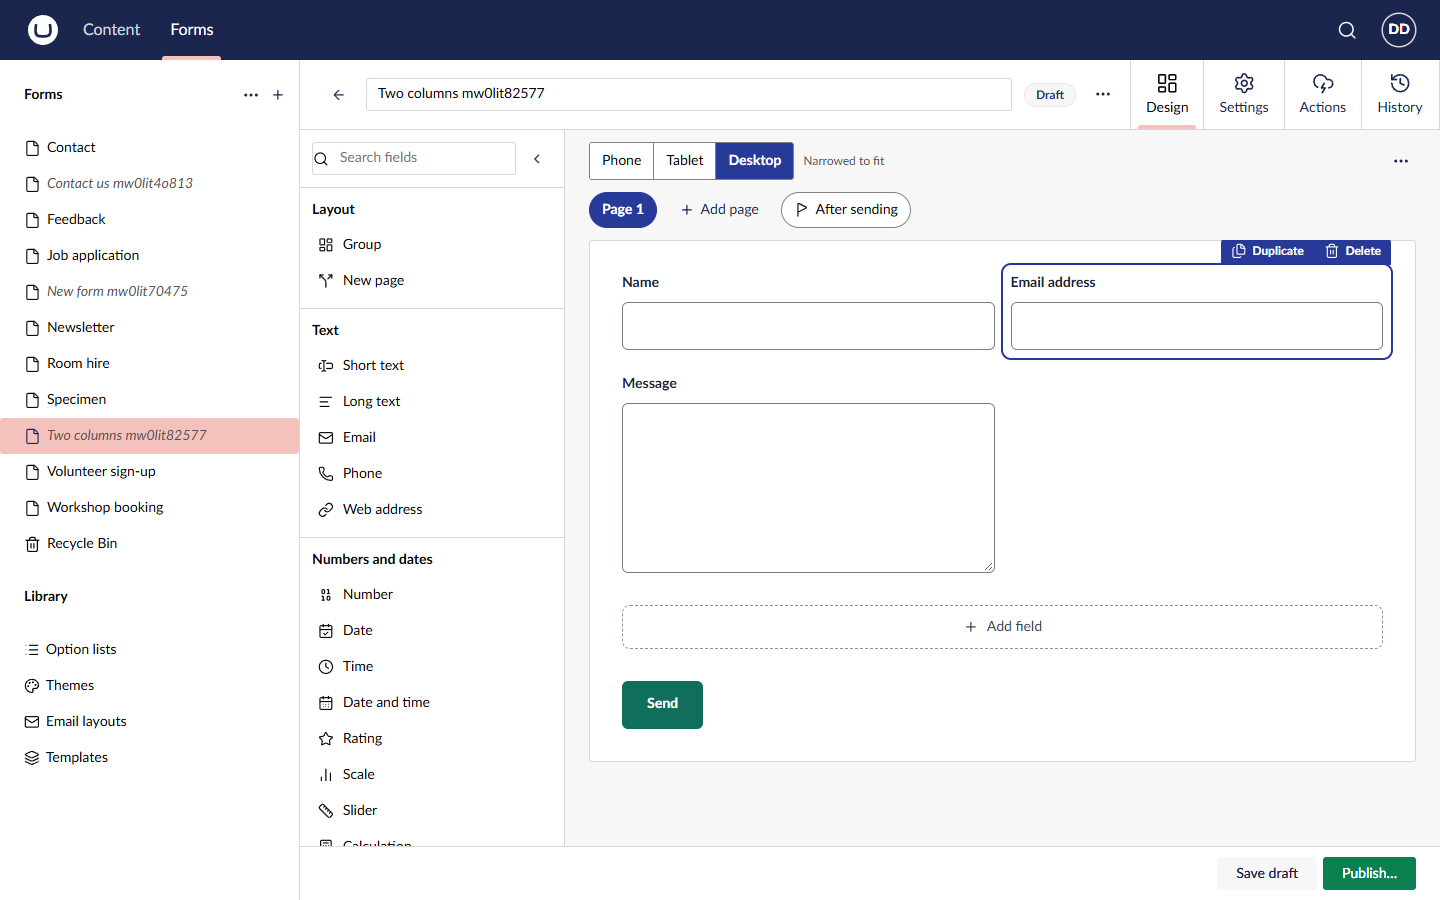 Content
Forms
DD
Forms
Contact
Contact us mw0lit4o813
Feedback
Job application
New form mw0lit70475
Newsletter
Room hire
Specimen
Two columns mw0lit82577
Volunteer sign-up
Workshop booking
Recycle Bin
Library
Option lists
Themes
Email layouts
Templates
Two columns mw0lit82577
Draft
Design
Settings
Actions
History
Search fields
Layout
Group
New page
Text
Short text
Long text
Email
Phone
Web address
Numbers and dates
Number
Date
Time
Date and time
Rating
Scale
Slider
Calculation
Phone
Tablet
Desktop
Narrowed to fit
Page 1
Add page
After sending
Duplicate
Delete
Name
Email address
Message
Add field
Send
Save draft
Publish...